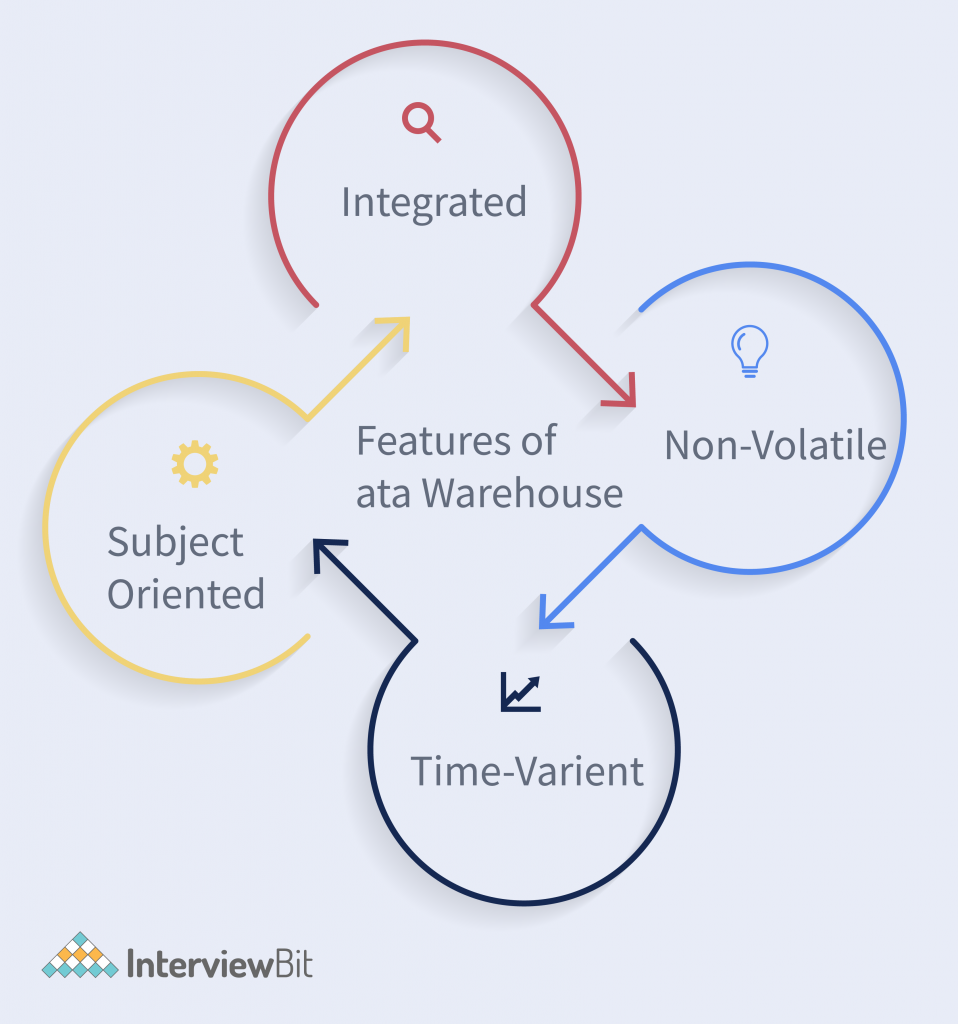 Integrated
Non-Volatile
Features of
ata Warehouse
Subject
Oriented
Time-Varient
InterviewBit